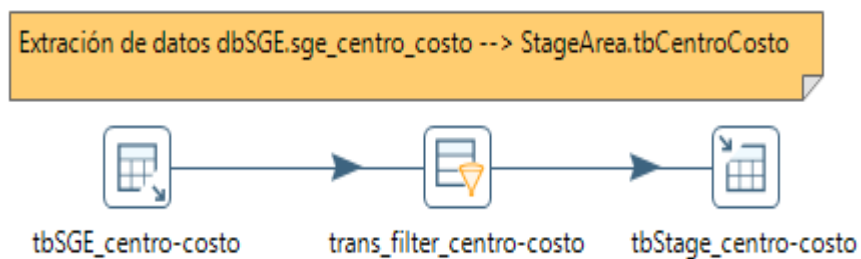 Extración de datos dbSGE.sge_centro_costo --> StageArea.tbCentroCosto
tbSGE_centro-costo trans_filter_centro-costo tbStage_centro-costo